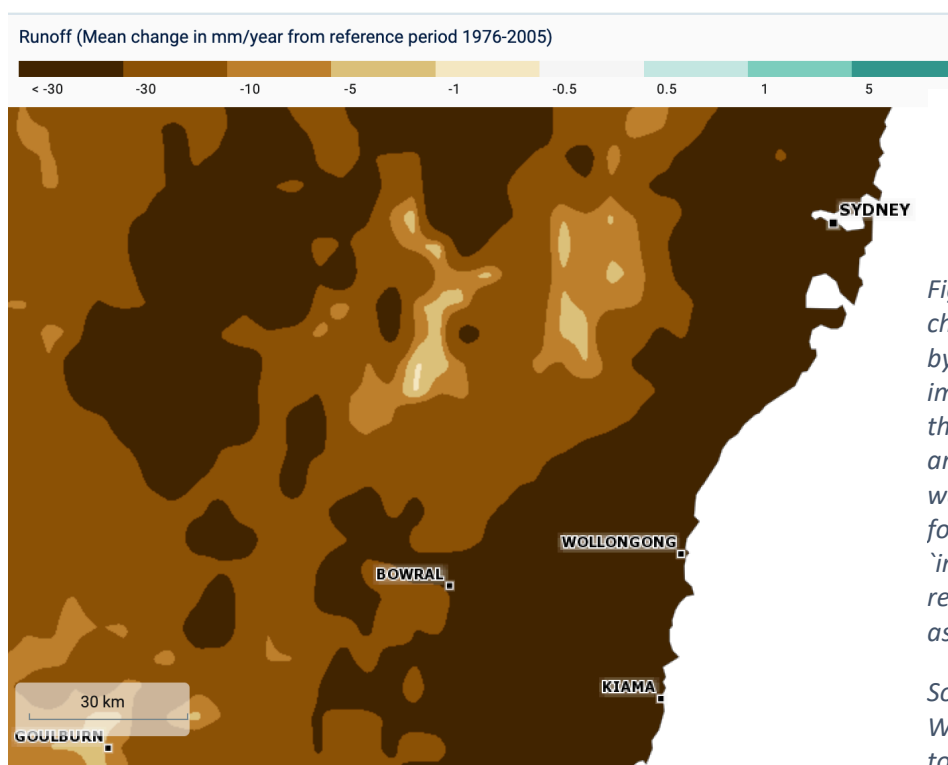 Runoff (Mean change in mm/year from reference period 1976-2005)
< -30 -30 -10 -5 -1 -0.5 0.5 1 5
SYDNEY
WOLLONGONG
BOWRAL
KIAMA
30 km
GOULBURN